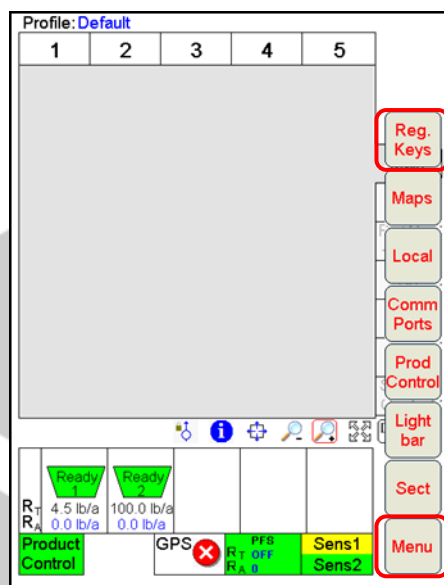 Profile: Default
1 2 3 4 5
Reg.
Keys
Maps
Local
Comm
Ports
Prod
Control
Light
bar
Sect
Menu
Ready
1
Ready
2
RT 4.5 lb/a 100.0 lb/a
RA 0.0 lb/a 0.0 lb/a
Product
Control
GPS
PFS
RT OFF
RA 0
Sens1
Sens2